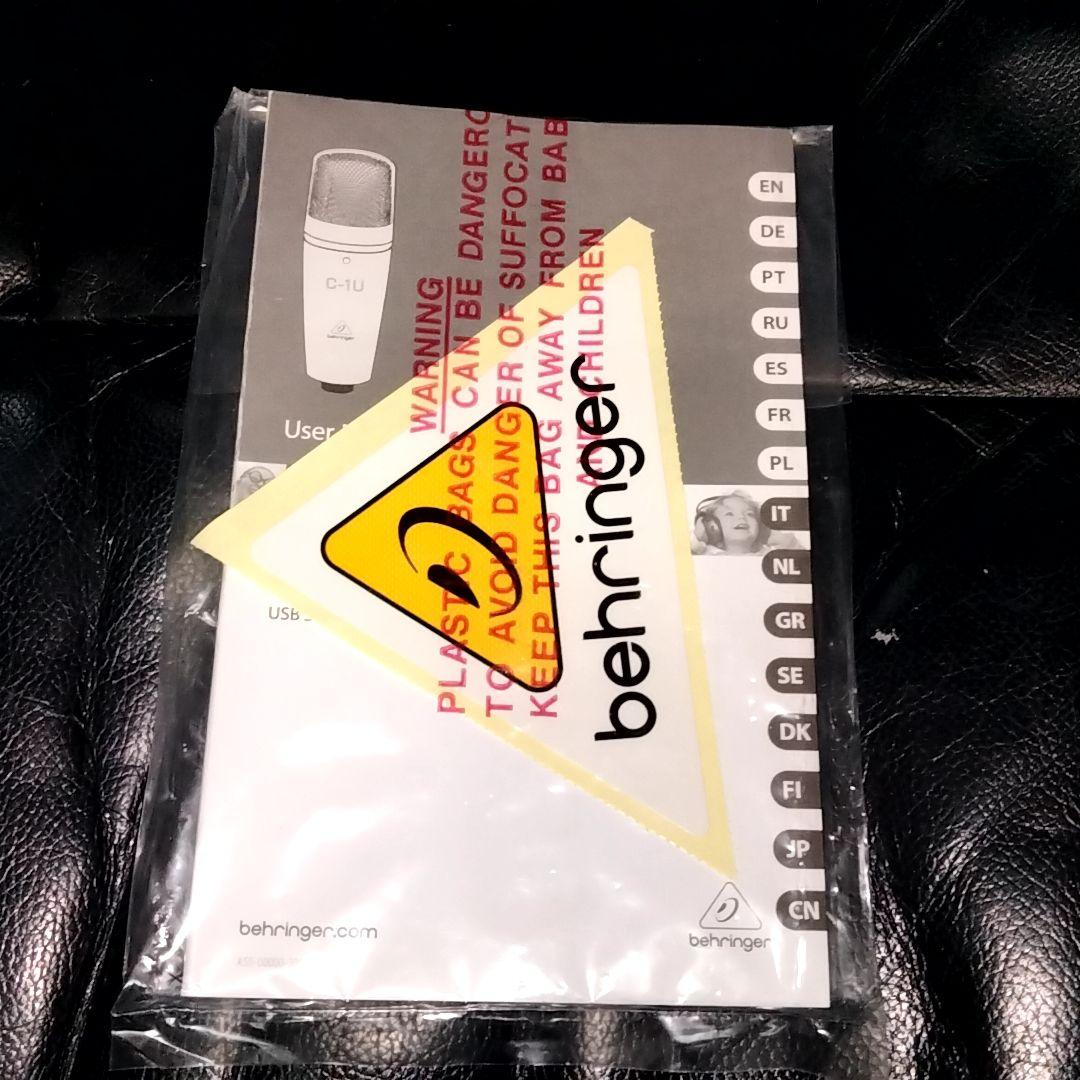 C-1U
behringer
User
USB
behringer.com
WARNING
PLASTIC BAGS CAN BE DANGERO
TO AVOID DANGER OF SUFFOCAT
KEEP THIS BAG AWAY FROM BAB
AND CHILDREN
behringer
EN
DE
PT
RU
ES
FR
PL
IT
NL
GR
SE
DK
FI
JP
CN
behringer